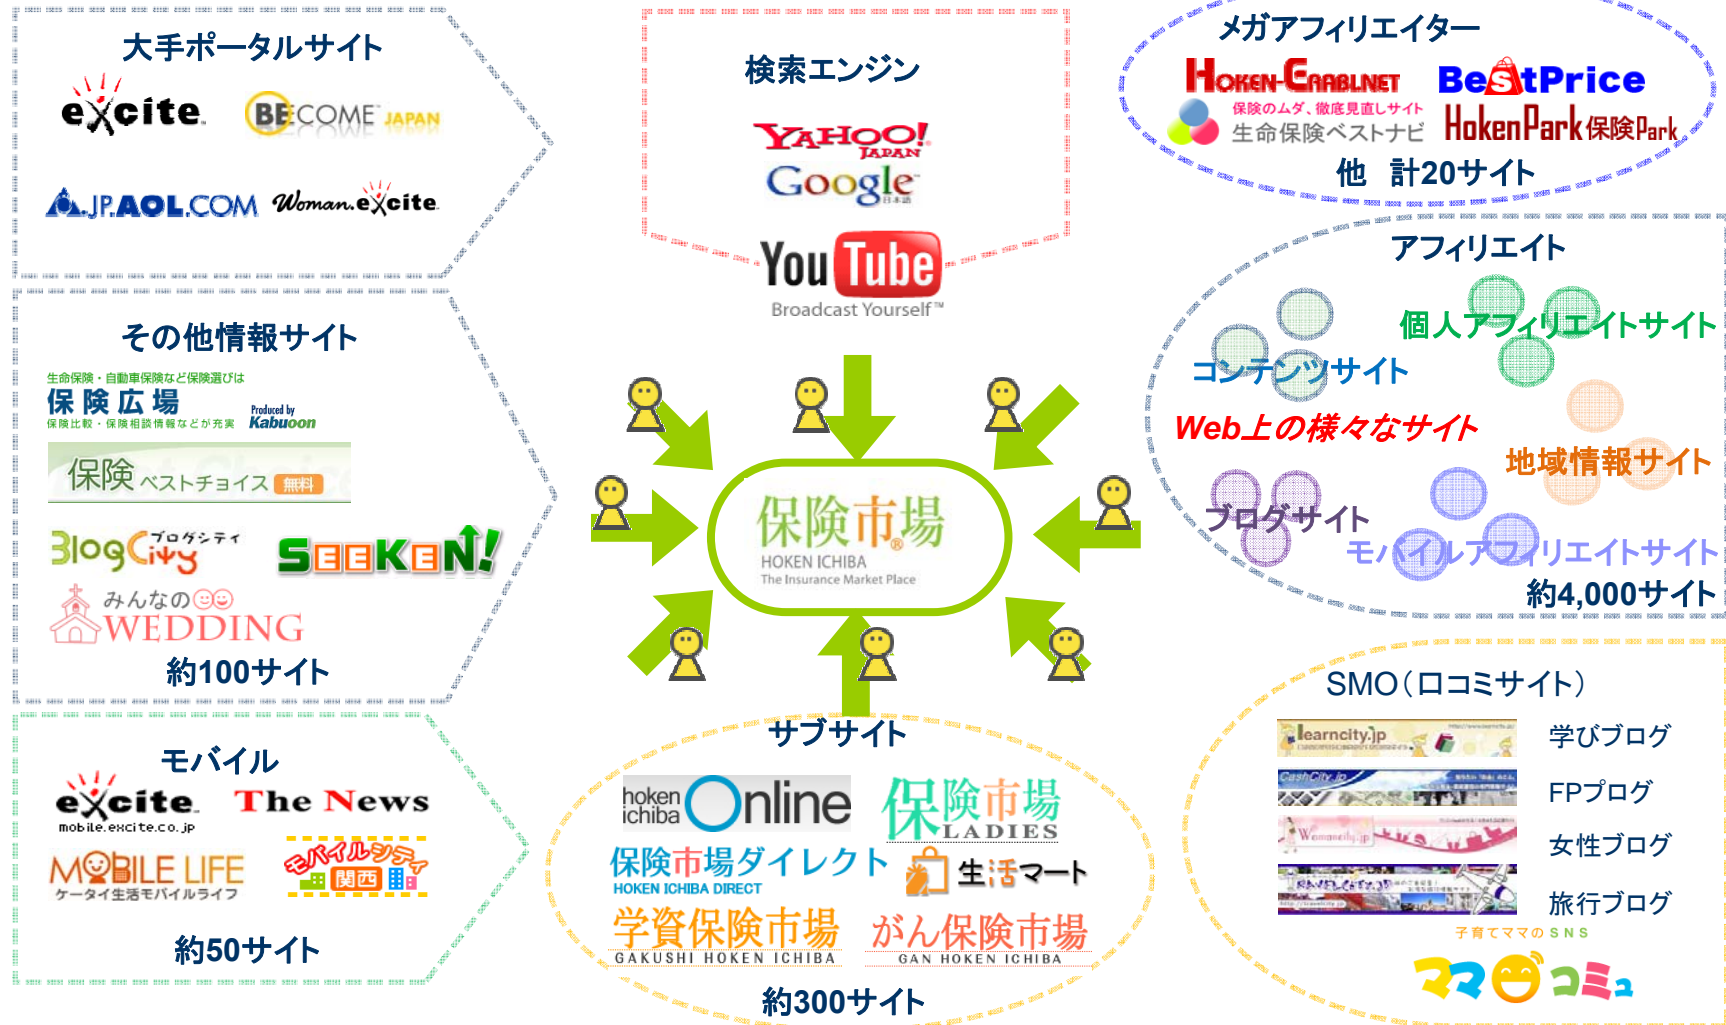 大手ポータルサイト
excite
BECOME JAPAN
JP.AOL.COM
Woman.excite
その他情報サイト
生命保険・自動車保険など保険選びは
保険広場
Produced by
Kabuoon
保険比較・保険相談情報などが充実
保険ベストチョイス 無料
BlogCity ブログシティ
SEEKEN!
みんなの
WEDDING
約100サイト
モバイル
excite
mobile.excite.co.jp
The News
MOBILE LIFE
ケータイ生活モバイルライフ
モバイルシティ
関西
約50サイト
検索エンジン
YAHOO!
JAPAN
Google
日本語
YouTube
Broadcast Yourself™
保険市場®
HOKEN ICHIBA
The Insurance Market Place
サブサイト
hoken
ichiba
Online
保険市場
LADIES
保険市場ダイレクト
HOKEN ICHIBA DIRECT
生活マート
学資保険市場
GAKUSHI HOKEN ICHIBA
がん保険市場
GAN HOKEN ICHIBA
約300サイト
メガアフィリエイター
HOKEN-ERABI.NET
BestPrice
保険のムダ、徹底見直しサイト
生命保険ベストナビ
HokenPark保険Park
他 計20サイト
アフィリエイト
個人アフィリエイトサイト
コンテンツサイト
Web上の様々なサイト
地域情報サイト
ブログサイト
モバイルアフィリエイトサイト
約4,000サイト
SMO（口コミサイト）
learncity.jp
学びブログ
CashCity.jp
FPブログ
Womancity.jp
女性ブログ
TRAVELCITY.JP
旅行ブログ
子育てママのSNS
ママコミュ